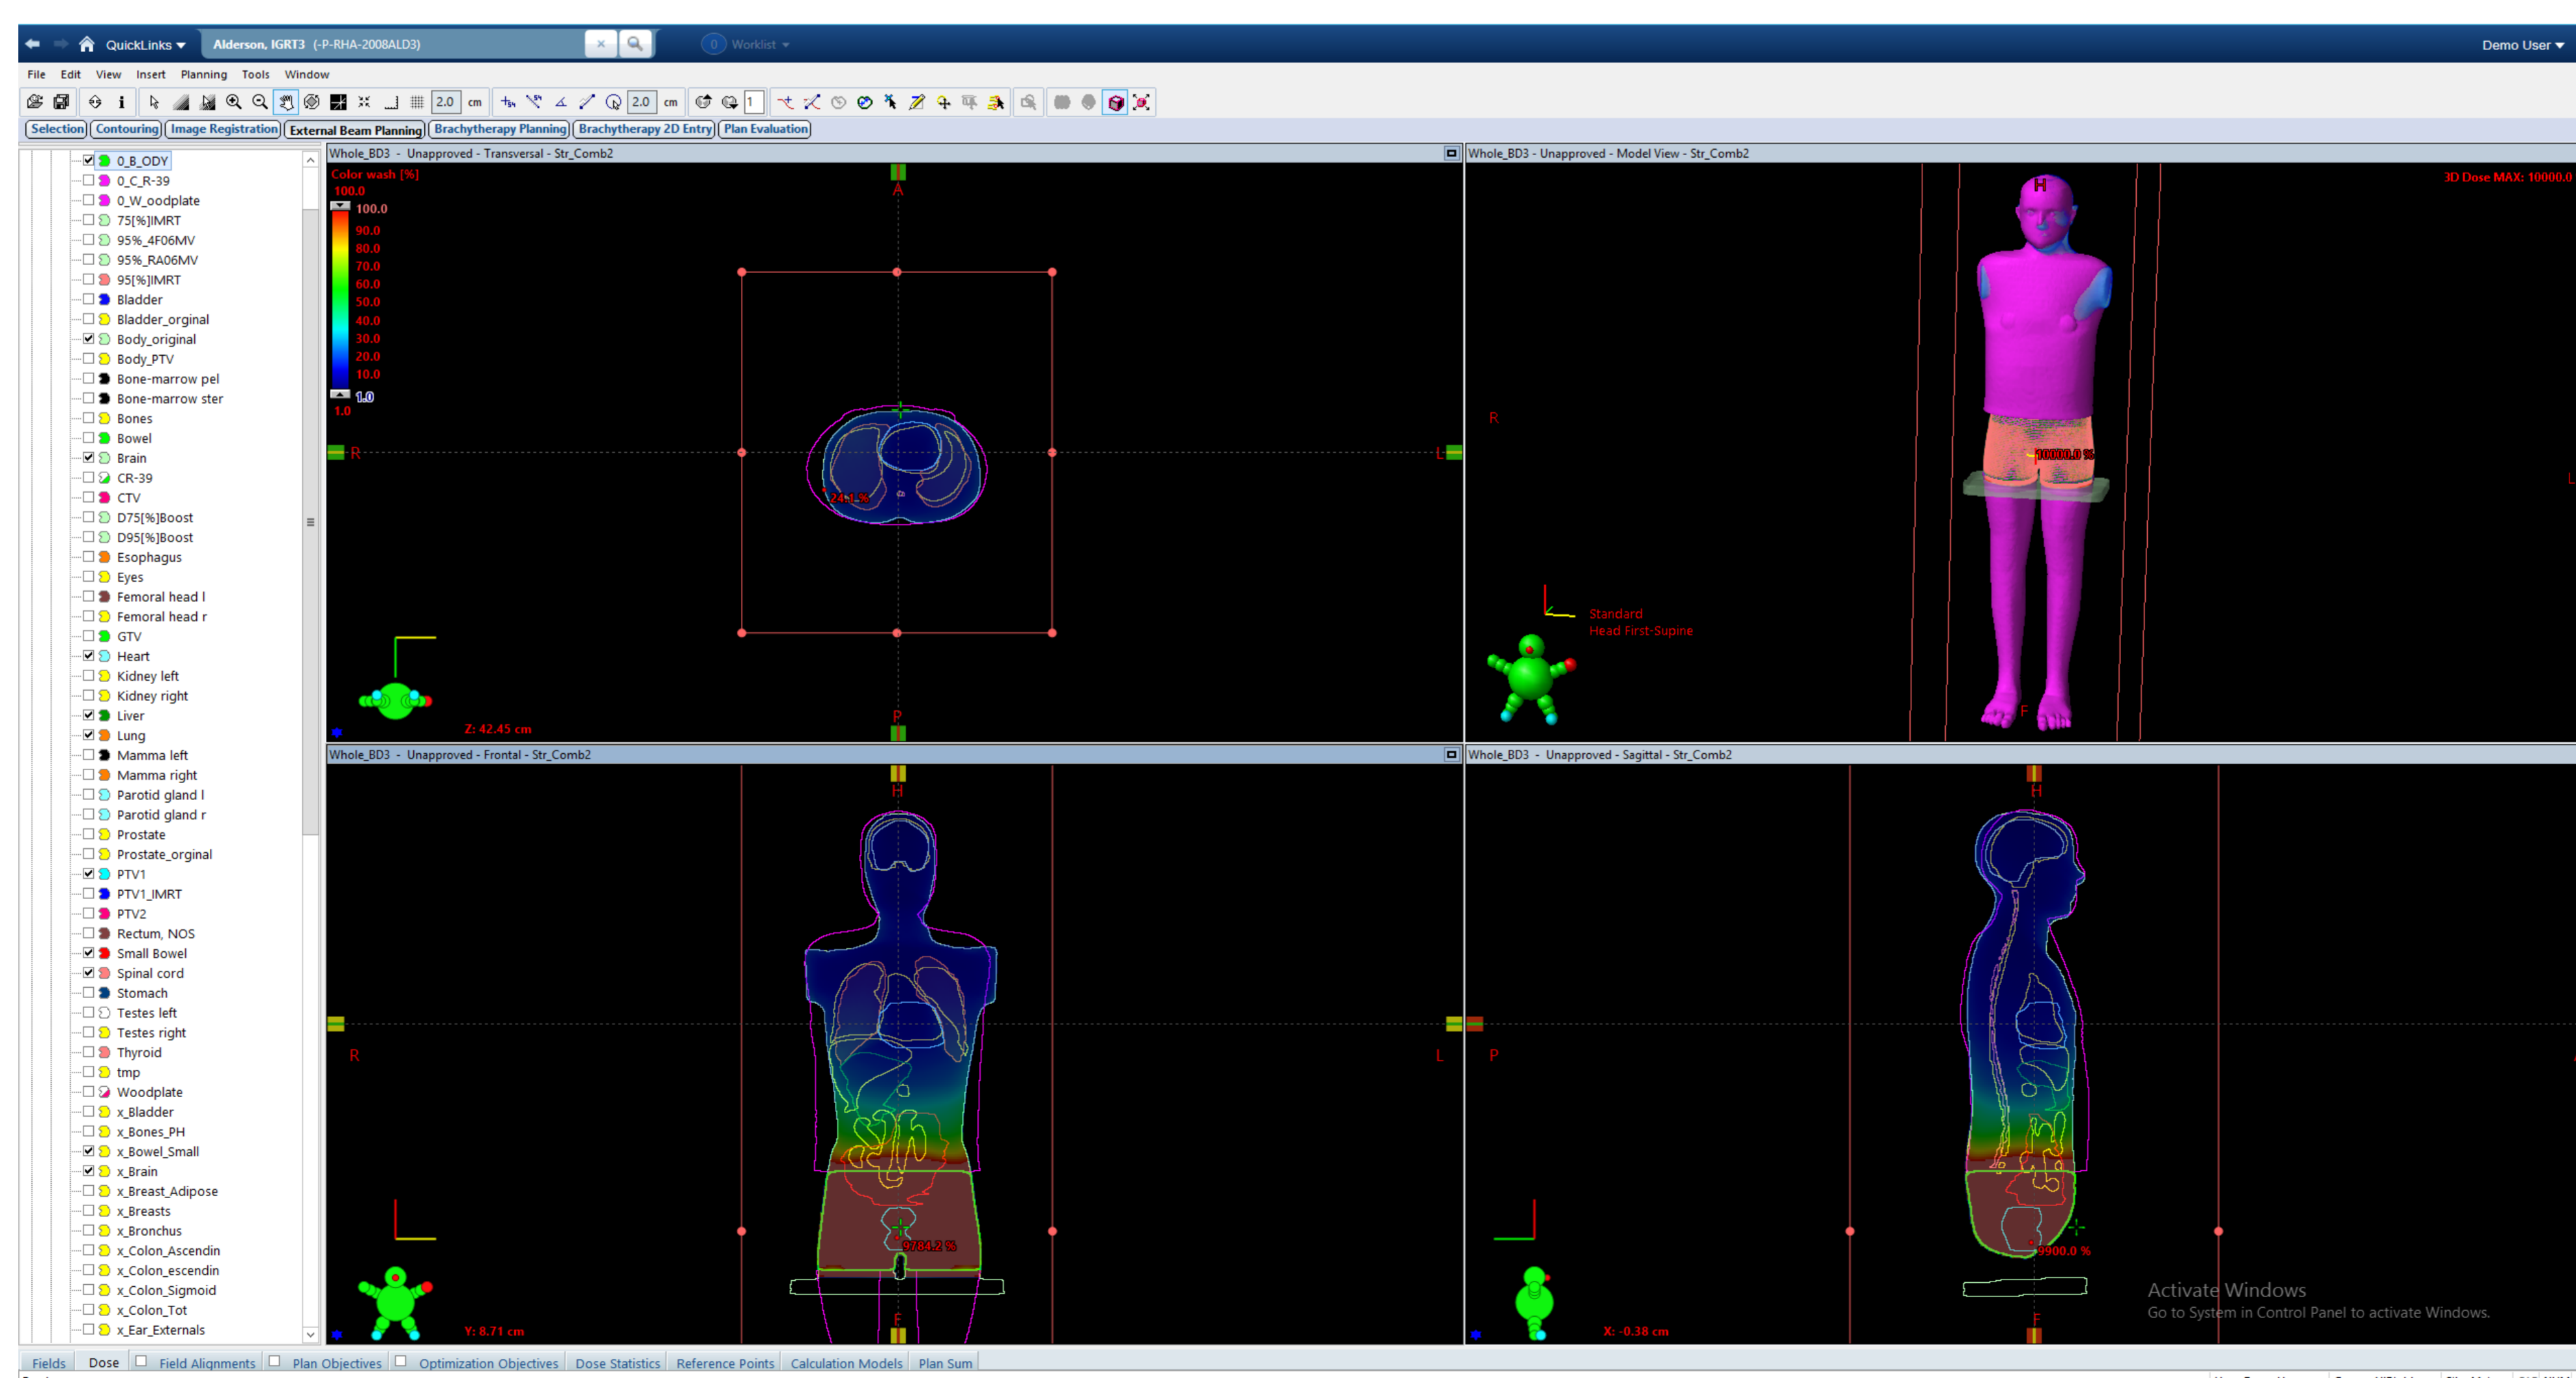 QuickLinks
Alderson, IGRT3 (-P-RHA-2008ALD3)
0 Worklist
Demo User
File Edit View Insert Planning Tools Window
2.0 cm 2.0 cm 1
Selection Contouring Image Registration External Beam Planning Brachytherapy Planning Brachytherapy 2D Entry Plan Evaluation
0_B_ODY
0_C_R-39
0_W_oodplate
75[%]IMRT
95%_4F06MV
95%_RA06MV
95[%]IMRT
Bladder
Bladder_orginal
Body_original
Body_PTV
Bone-marrow pel
Bone-marrow ster
Bones
Bowel
Brain
CR-39
CTV
D75[%]Boost
D95[%]Boost
Esophagus
Eyes
Femoral head l
Femoral head r
GTV
Heart
Kidney left
Kidney right
Liver
Lung
Mamma left
Mamma right
Parotid gland l
Parotid gland r
Prostate
Prostate_orginal
PTV1
PTV1_IMRT
PTV2
Rectum, NOS
Small Bowel
Spinal cord
Stomach
Testes left
Testes right
Thyroid
tmp
Woodplate
x_Bladder
x_Bones_PH
x_Bowel_Small
x_Brain
x_Breast_Adipose
x_Breasts
x_Bronchus
x_Colon_Ascendin
x_Colon_escendin
x_Colon_Sigmoid
x_Colon_Tot
x_Ear_Externals
Whole_BD3 - Unapproved - Transversal - Str_Comb2
Color wash [%]
100.0
100.0
90.0
80.0
70.0
60.0
50.0
40.0
30.0
20.0
10.0
1.0
1.0
A
R
L
P
24.1 %
Z: 42.45 cm
Whole_BD3 - Unapproved - Model View - Str_Comb2
3D Dose MAX: 10000.0
H
R
L
10000.0 %
Standard
Head First-Supine
F
Whole_BD3 - Unapproved - Frontal - Str_Comb2
H
R
L
9784.2 %
F
Y: 8.71 cm
Whole_BD3 - Unapproved - Sagittal - Str_Comb2
H
P
9900.0 %
F
X: -0.38 cm
Activate Windows
Go to System in Control Panel to activate Windows.
Fields Dose Field Alignments Plan Objectives Optimization Objectives Dose Statistics Reference Points Calculation Models Plan Sum